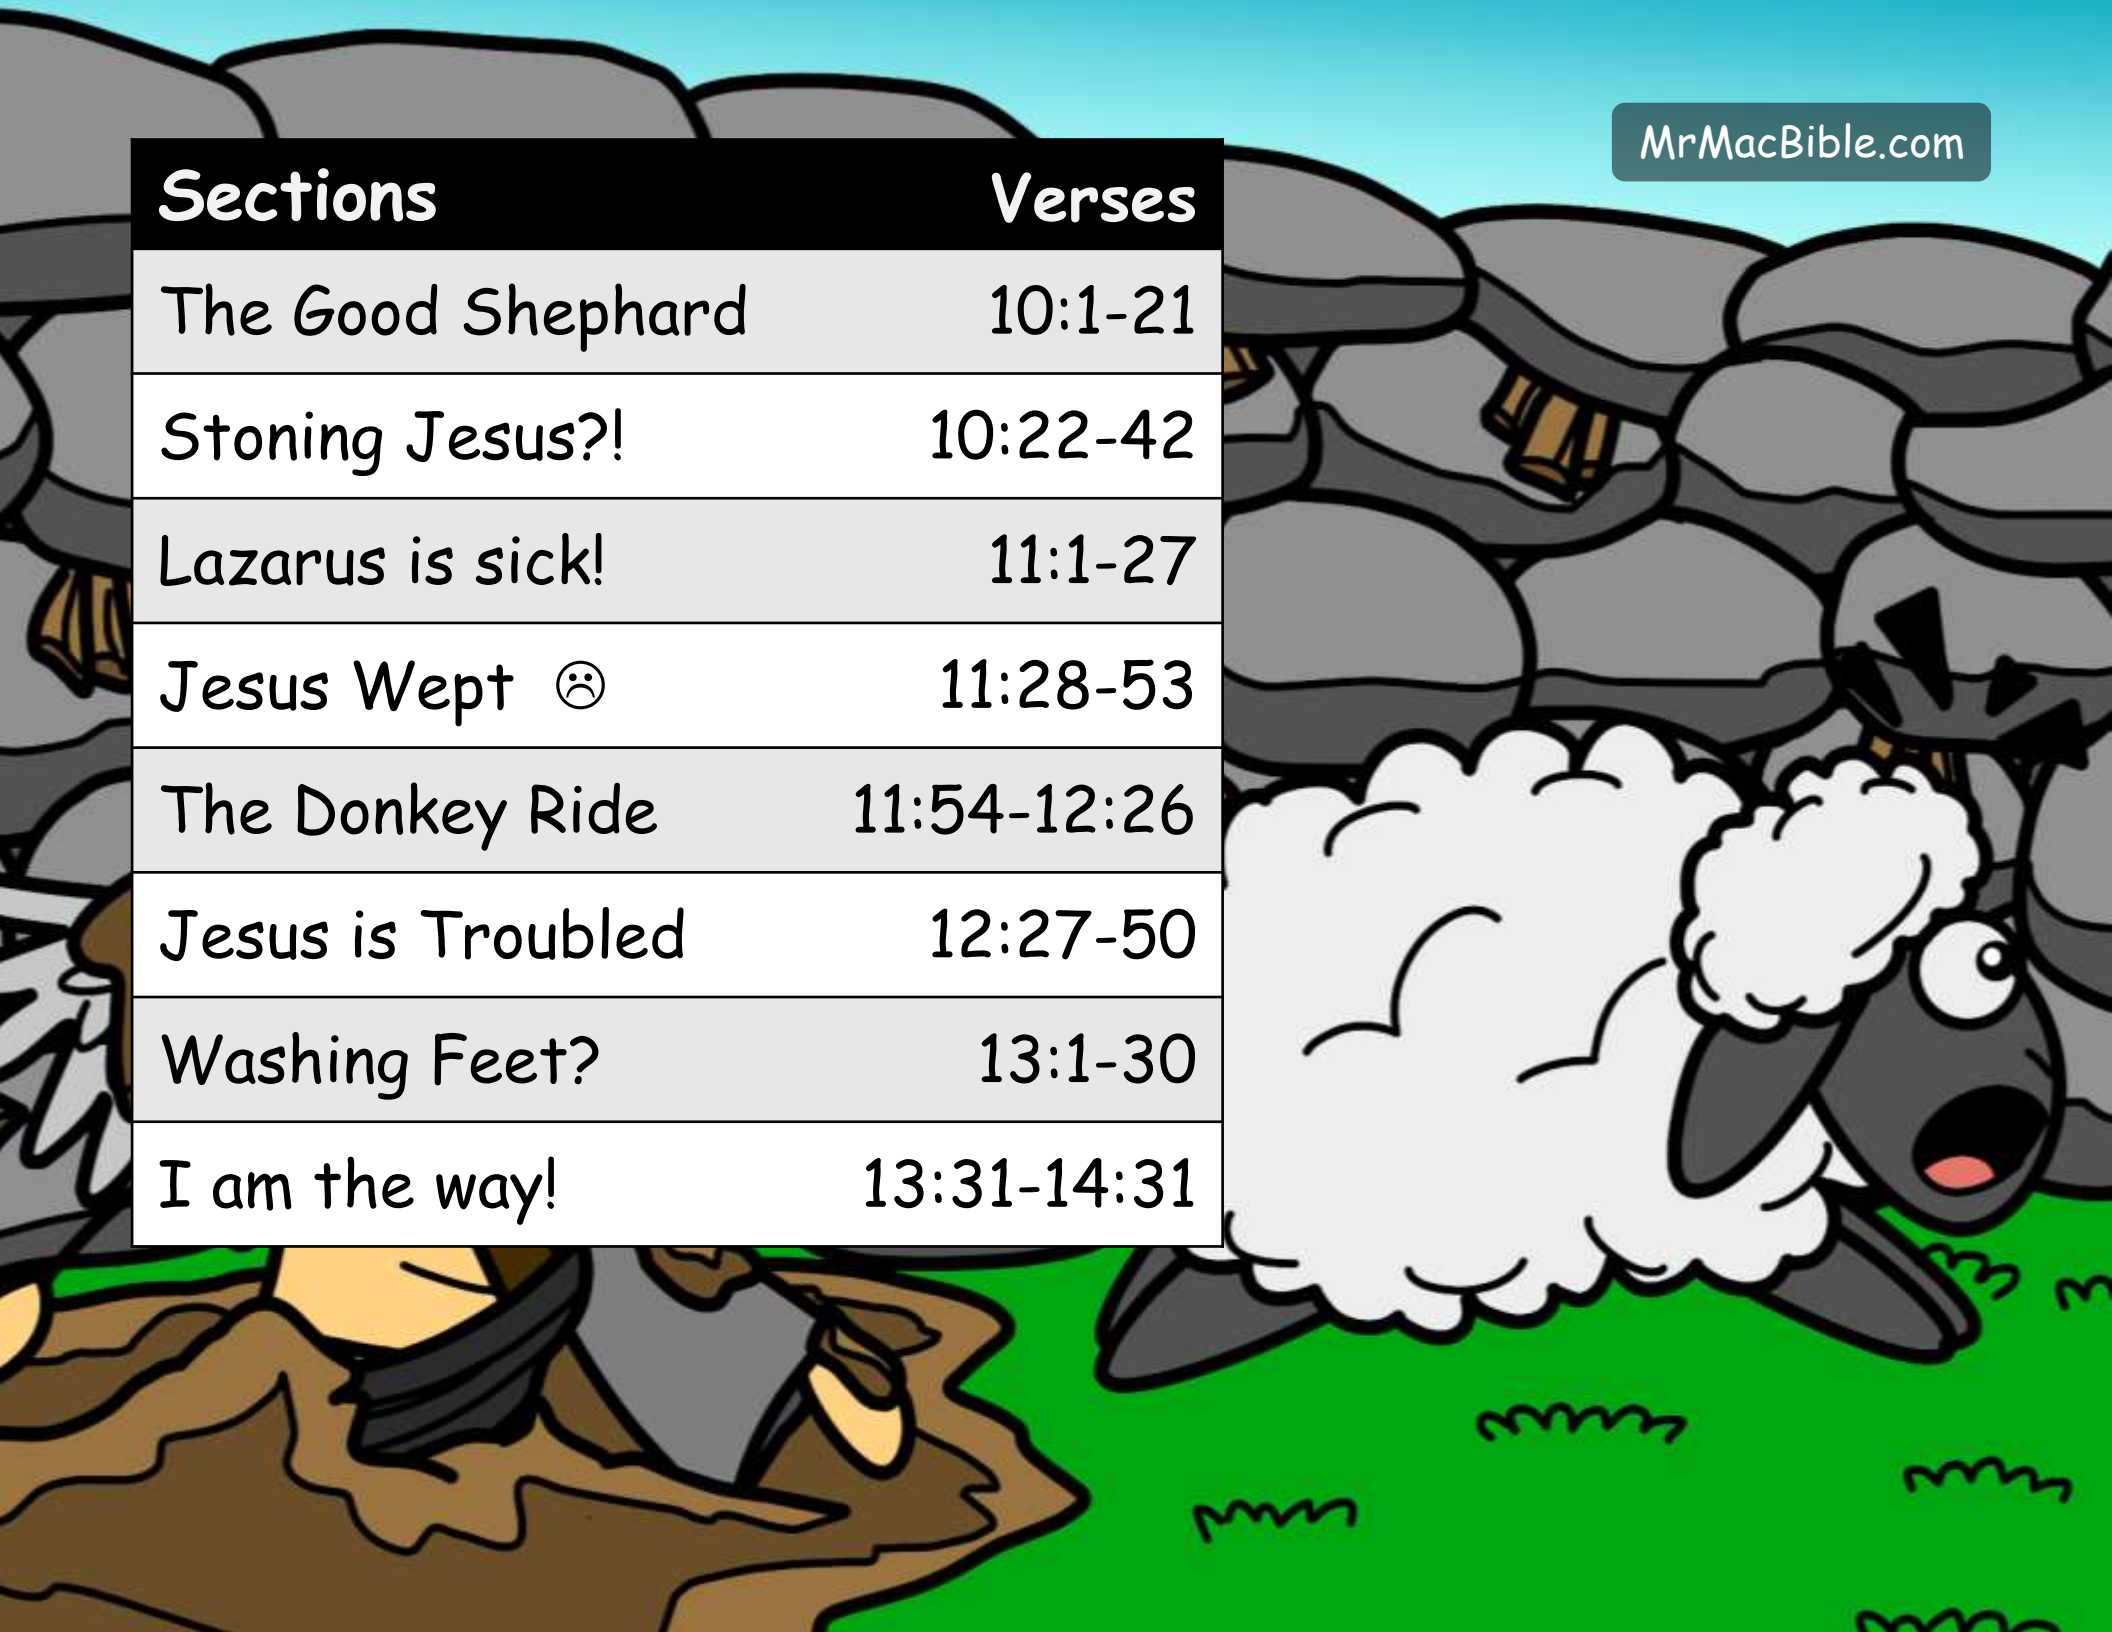 MrMacBible.com
Sections Verses
The Good Shephard 10:1-21
Stoning Jesus?! 10:22-42
Lazarus is sick! 11:1-27
Jesus Wept ☹ 11:28-53
The Donkey Ride 11:54-12:26
Jesus is Troubled 12:27-50
Washing Feet? 13:1-30
I am the way! 13:31-14:31